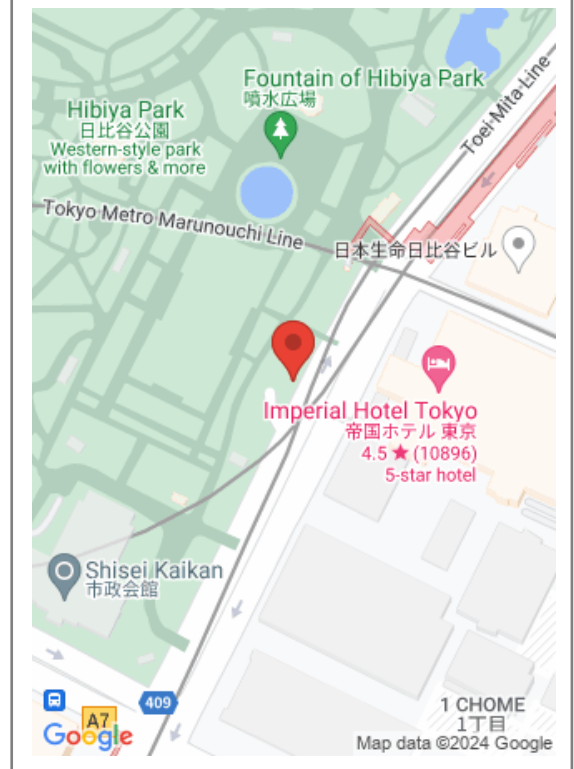 Fountain of Hibiya Park
噴水広場
Hibiya Park
日比谷公園
Western-style park
with flowers & more
Toei-Mita-Line
Tokyo Metro Marunouchi Line
日本生命日比谷ビル
Imperial Hotel Tokyo
帝国ホテル 東京
4.5 ★ (10896)
5-star hotel
Shisei Kaikan
市政会館
409
A7
1 CHOME
1丁目
Google
Map data ©2024 Google